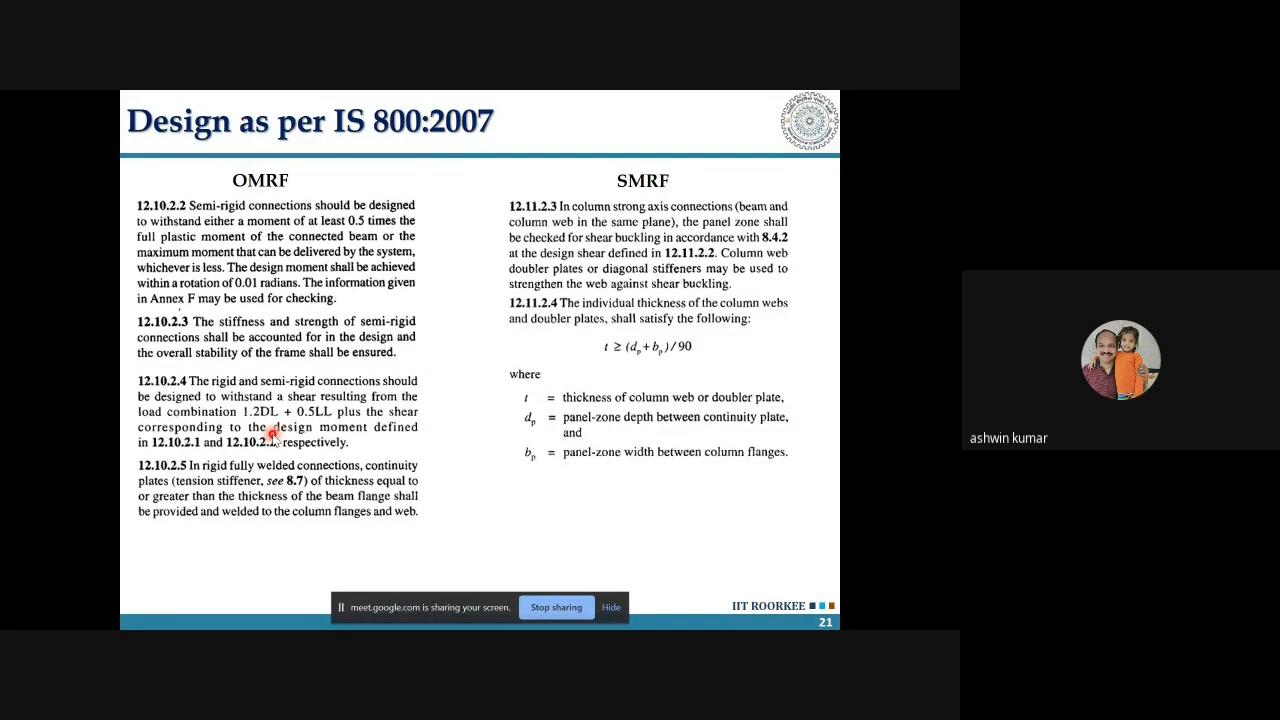 Design as per IS 800:2007
OMRF
12.10.2.2 Semi-rigid connections should be designed
to withstand either a moment of at least 0.5 times the
full plastic moment of the connected beam or the
maximum moment that can be delivered by the system,
whichever is less. The design moment shall be achieved
within a rotation of 0.01 radians. The information given
in Annex F may be used for checking.
12.10.2.3 The stiffness and strength of semi-rigid
connections shall be accounted for in the design and
the overall stability of the frame shall be ensured.
12.10.2.4 The rigid and semi-rigid connections should
be designed to withstand a shear resulting from the
load combination 1.2DL + 0.5LL plus the shear
corresponding to the design moment defined
in 12.10.2.1 and respectively.
12.10.2.5 In rigid fully welded connections, continuity
plates (tension stiffener, see 8.7) of thickness equal to
or greater than the thickness of the beam flange shall
be provided and welded to the column flanges and web.
SMRF
12.11.2.3 In column strong axis connections (beam and
column web in the same plane), the panel zone shall
be checked for shear buckling in accordance with 8.4.2
at the design shear defined in 12.11.2.2. Column web
doubler plates or diagonal stiffeners may be used to
strengthen the web against shear buckling.
12.11.2.4 The individual thickness of the column webs
and doubler plates, shall satisfy the following:
t ≥ (dp+bp)/90
where
t = thickness of column web or doubler plate,
dp = panel-zone depth between continuity plate,
and
bp = panel-zone width between column flanges.
meet.google.com is sharing your screen. Stop sharing Hide
IIT ROORKEE
21
ashwin kumar